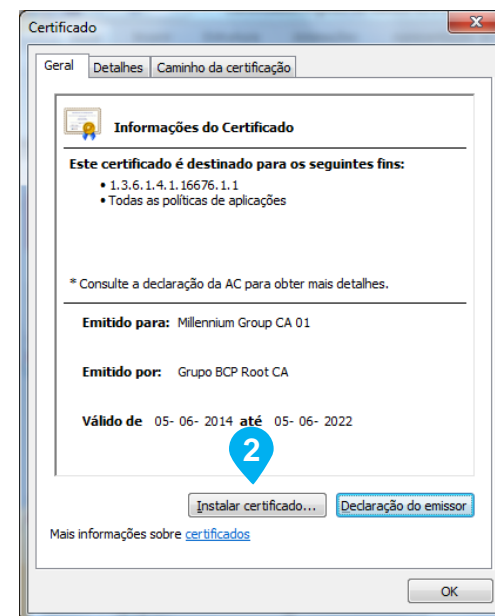 Certificado
Geral Detalhes Caminho da certificação
Informações do Certificado
Este certificado é destinado para os seguintes fins:
• 1.3.6.1.4.1.16676.1.1
• Todas as políticas de aplicações
* Consulte a declaração da AC para obter mais detalhes.
Emitido para: Millennium Group CA 01
Emitido por: Grupo BCP Root CA
Válido de 05- 06- 2014 até 05- 06- 2022
2
Instalar certificado... Declaração do emissor
Mais informações sobre certificados
OK